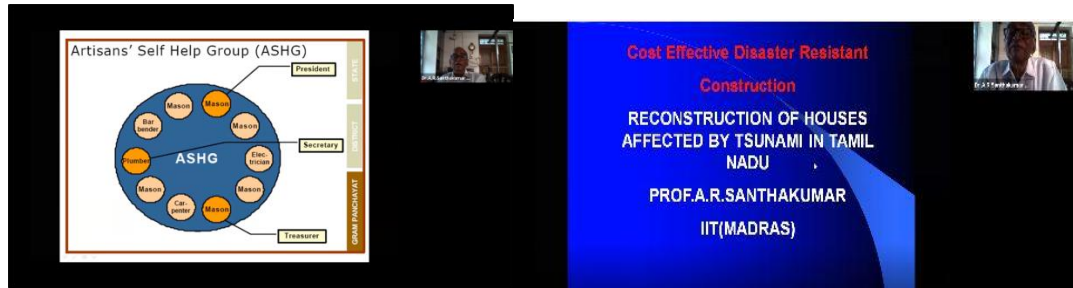 Artisans' Self Help Group (ASHG)
President
Mason
Mason
Bar
bender
Mason
Secretary
Plumber
ASHG
Elec-
trician
Mason
Mason
Car-
penter
Mason
Treasurer
STATE
DISTRICT
GRAM PANCHAYAT
Cost Effective Disaster Resistant
Construction
RECONSTRUCTION OF HOUSES
AFFECTED BY TSUNAMI IN TAMIL
NADU
PROF.A.R.SANTHAKUMAR
IIT(MADRAS)
Dr.A R Santhakumar